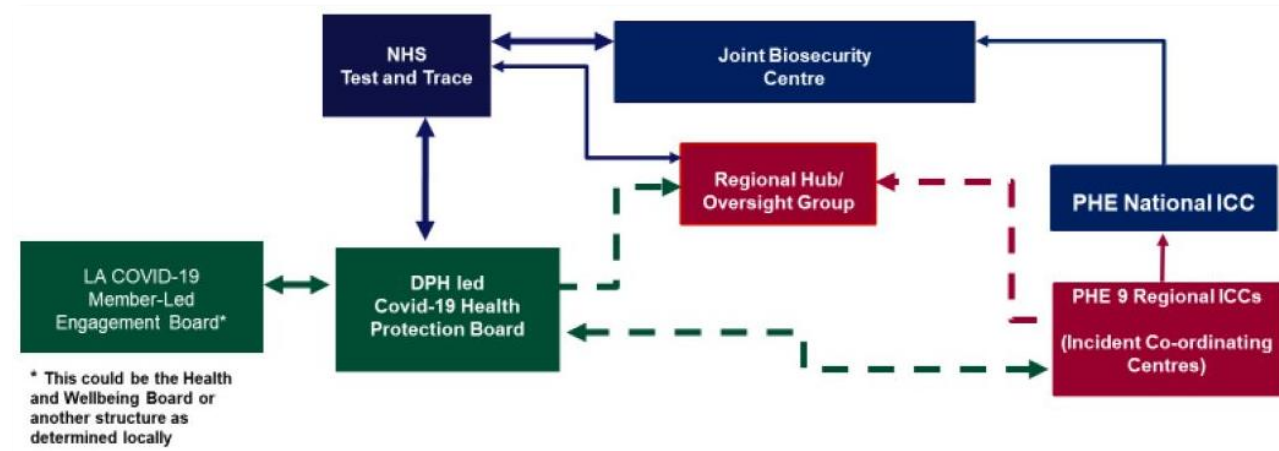 NHS
Test and Trace
Joint Biosecurity
Centre
Regional Hub/
Oversight Group
PHE National ICC
LA COVID-19
Member-Led
Engagement Board*
DPH led
Covid-19 Health
Protection Board
PHE 9 Regional ICCs
(Incident Co-ordinating
Centres)
* This could be the Health
and Wellbeing Board or
another structure as
determined locally